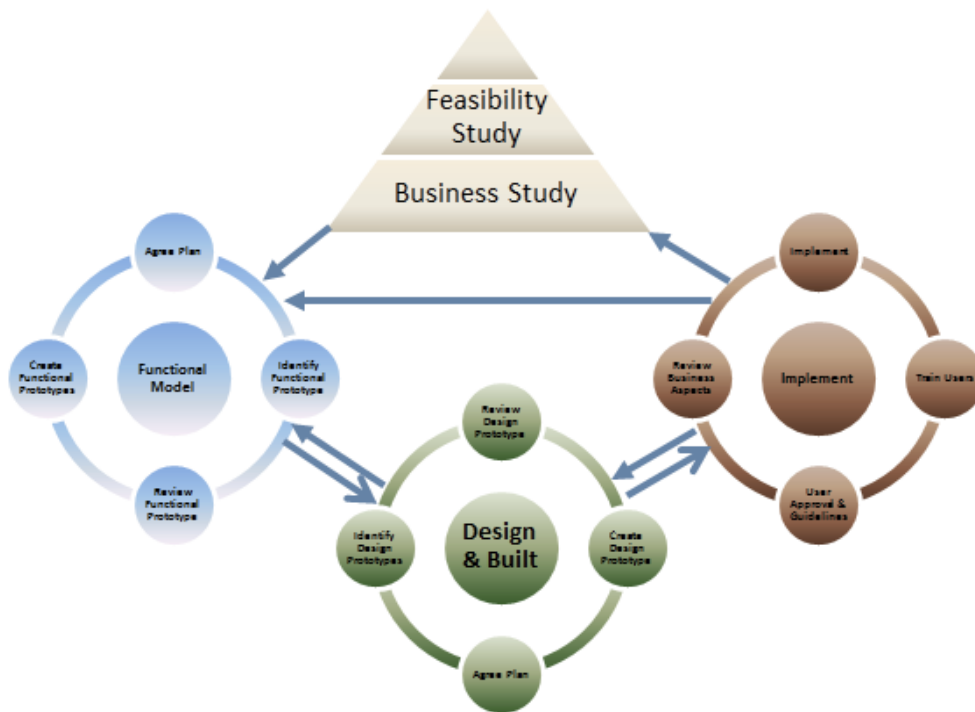 Feasibility
Study
Business Study
Agree Plan
Create
Functional
Prototypes
Functional
Model
Identify
Functional
Prototype
Review
Functional
Prototype
Review
Design
Prototype
Identify
Design
Prototypes
Design
& Built
Create
Design
Prototype
Agree Plan
Implement
Review
Business
Aspects
Implement
Train Users
User
Approval &
Guidelines